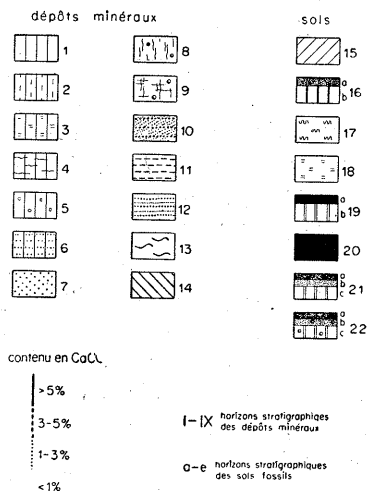 dépôts minéraux
1
2
3
4
5
6
7
8
9
10
11
12
13
14
sols
15
a
b 16
17
18
a
b 19
20
a
b
c 21
a
b
c 22
contenu en CaCl
>5%
3-5%
1-3%
<1%
I-IX horizons stratigraphiques
des dépôts minéraux
a-e horizons stratigraphiques
des sols fossils